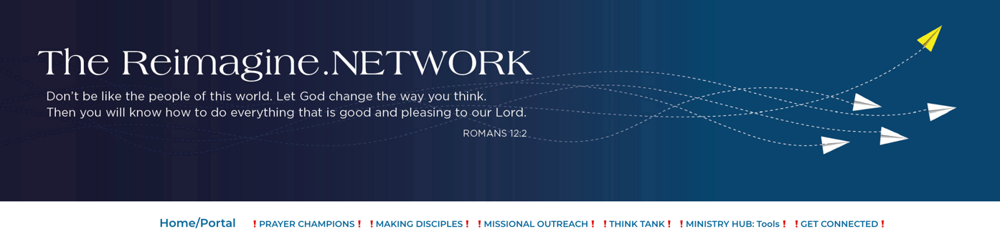 The Reimagine.NETWORK
Don’t be like the people of this world. Let God change the way you think.
Then you will know how to do everything that is good and pleasing to our Lord.
ROMANS 12:2
Home/Portal ! PRAYER CHAMPIONS ! ! MAKING DISCIPLES ! ! MISSIONAL OUTREACH ! ! THINK TANK ! ! MINISTRY HUB: Tools ! ! GET CONNECTED !